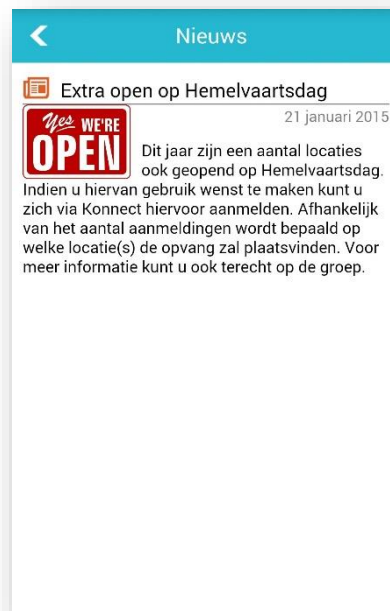 Nieuws
Extra open op Hemelvaartsdag
21 januari 2015
Yes WE'RE
OPEN
Dit jaar zijn een aantal locaties
ook geopend op Hemelvaartsdag.
Indien u hiervan gebruik wenst te maken kunt u
zich via Konnect hiervoor aanmelden. Afhankelijk
van het aantal aanmeldingen wordt bepaald op
welke locatie(s) de opvang zal plaatsvinden. Voor
meer informatie kunt u ook terecht op de groep.